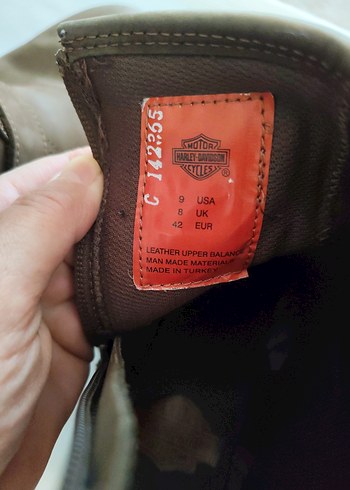 C 142365
MOTOR
HARLEY-DAVIDSON
CYCLES
®
9 USA
8 UK
42 EUR
LEATHER UPPER BALANCE
MAN MADE MATERIALS
MADE IN TURKEY